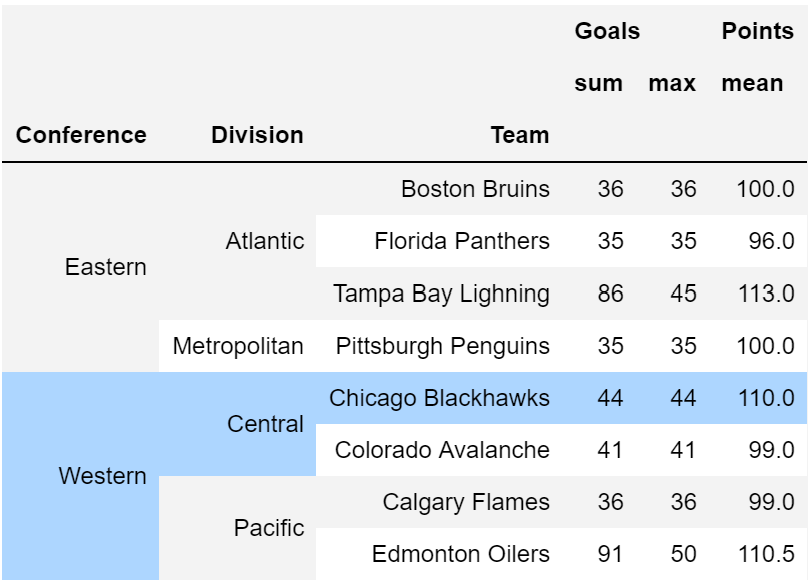 Goals Points
sum max mean
Conference Division Team
Eastern Atlantic Boston Bruins 36 36 100.0
Florida Panthers 35 35 96.0
Tampa Bay Lighning 86 45 113.0
Metropolitan Pittsburgh Penguins 35 35 100.0
Western Central Chicago Blackhawks 44 44 110.0
Colorado Avalanche 41 41 99.0
Pacific Calgary Flames 36 36 99.0
Edmonton Oilers 91 50 110.5